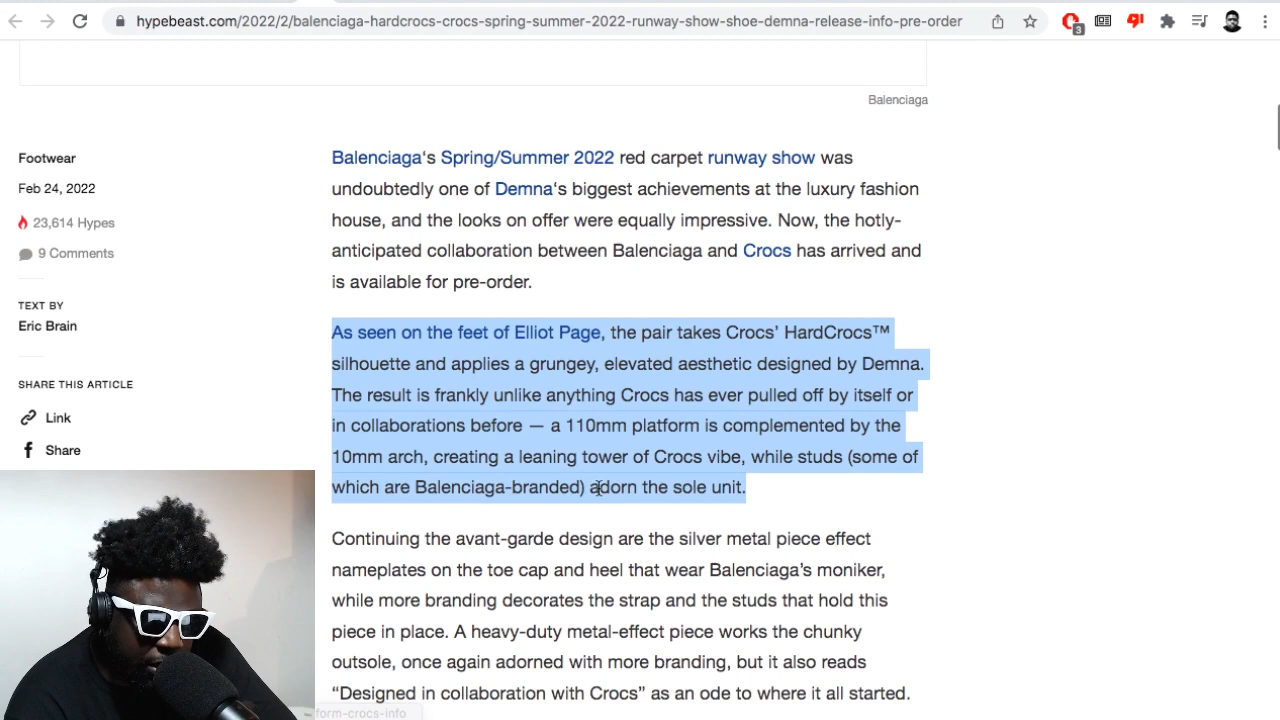 hypebeast.com/2022/2/balenciaga-hardcrocs-crocs-spring-summer-2022-runway-show-shoe-demna-release-info-pre-order
3
Balenciaga
Footwear
Feb 24, 2022
23,614 Hypes
9 Comments
TEXT BY
Eric Brain
SHARE THIS ARTICLE
Link
Share
Balenciaga‘s Spring/Summer 2022 red carpet runway show was
undoubtedly one of Demna‘s biggest achievements at the luxury fashion
house, and the looks on offer were equally impressive. Now, the hotly-
anticipated collaboration between Balenciaga and Crocs has arrived and
is available for pre-order.
As seen on the feet of Elliot Page, the pair takes Crocs’ HardCrocs™
silhouette and applies a grungey, elevated aesthetic designed by Demna.
The result is frankly unlike anything Crocs has ever pulled off by itself or
in collaborations before — a 110mm platform is complemented by the
10mm arch, creating a leaning tower of Crocs vibe, while studs (some of
which are Balenciaga-branded) adorn the sole unit.
Continuing the avant-garde design are the silver metal piece effect
nameplates on the toe cap and heel that wear Balenciaga’s moniker,
while more branding decorates the strap and the studs that hold this
piece in place. A heavy-duty metal-effect piece works the chunky
outsole, once again adorned with more branding, but it also reads
“Designed in collaboration with Crocs” as an ode to where it all started.
form-crocs-info